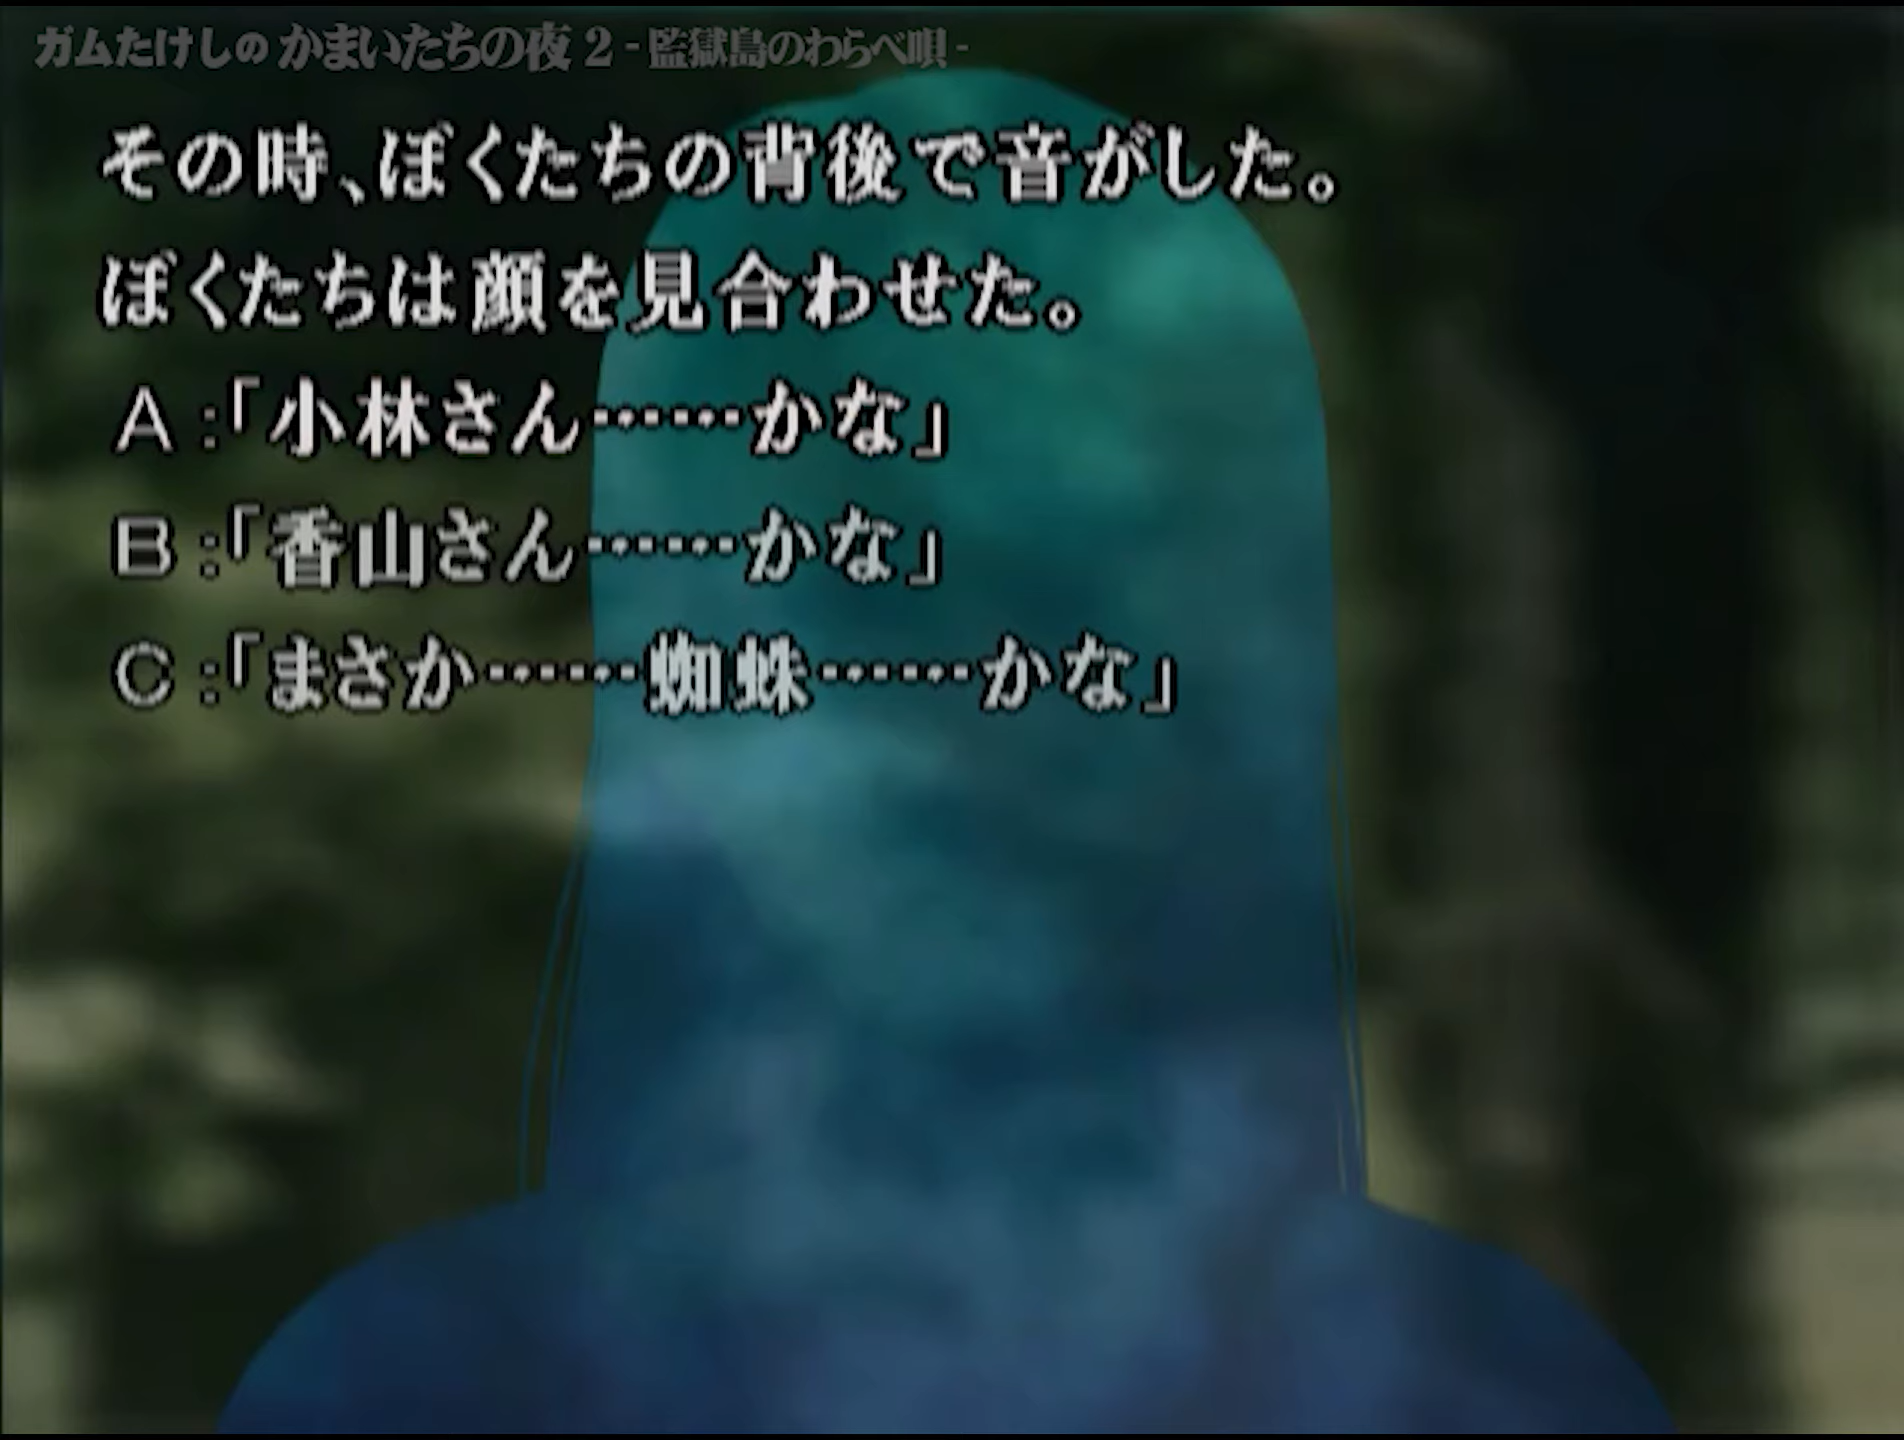 ガムたけしの かまいたちの夜2 -監獄島のわらべ唄-
その時、ぼくたちの背後で音がした。
ぼくたちは顔を見合わせた。
A:「小林さん……かな」
B:「香山さん……かな」
C:「まさか……蜘蛛……かな」